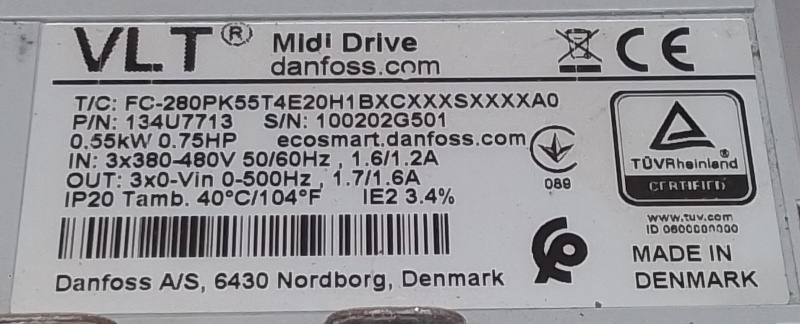 VLT® Midi Drive
danfoss.com
T/C: FC-280PK55T4E20H1BXCXXXSXXXXA0
P/N: 134U7713 S/N: 100202G501
0.55kW 0.75HP ecosmart.danfoss.com
IN: 3x380-480V 50/60Hz , 1.6/1.2A
OUT: 3x0-Vin 0-500Hz , 1.7/1.6A
IP20 Tamb. 40°C/104°F IE2 3.4%
Danfoss A/S, 6430 Nordborg, Denmark
CE
089
TÜVRheinland®
CERTIFIED
www.tuv.com
ID 0600000000
MADE IN
DENMARK